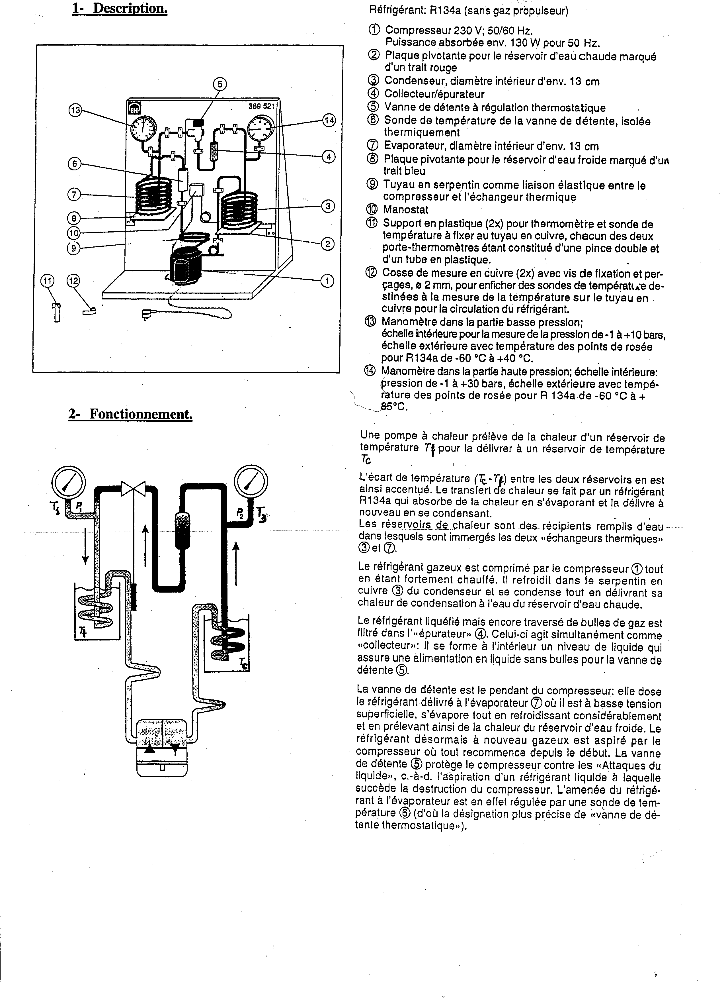 1- Description.
389 521
13
5
14
4
6
7
3
8
10
9
2
11
12
1
Réfrigérant: R134a (sans gaz propulseur)
① Compresseur 230 V; 50/60 Hz.
Puissance absorbée env. 130 W pour 50 Hz.
② Plaque pivotante pour le réservoir d'eau chaude marqué
d'un trait rouge
③ Condenseur, diamètre intérieur d'env. 13 cm
④ Collecteur/épurateur
⑤ Vanne de détente à régulation thermostatique
⑥ Sonde de température de la vanne de détente, isolée
thermiquement
⑦ Evaporateur, diamètre intérieur d'env. 13 cm
⑧ Plaque pivotante pour le réservoir d'eau froide marqué d'un
trait bleu
⑨ Tuyau en serpentin comme liaison élastique entre le
compresseur et l'échangeur thermique
⑩ Manostat
⑪ Support en plastique (2x) pour thermomètre et sonde de
température à fixer au tuyau en cuivre, chacun des deux
porte-thermomètres étant constitué d'une pince double et
d'un tube en plastique.
⑫ Cosse de mesure en cuivre (2x) avec vis de fixation et per-
çages, ø 2 mm, pour enficher des sondes de température de-
stinées à la mesure de la température sur le tuyau en
cuivre pour la circulation du réfrigérant.
⑬ Manomètre dans la partie basse pression;
échelle intérieure pour la mesure de la pression de -1 à +10 bars,
échelle extérieure avec température des points de rosée
pour R134a de -60 °C à +40 °C.
⑭ Manomètre dans la partie haute pression; échelle intérieure:
pression de -1 à +30 bars, échelle extérieure avec tempé-
rature des points de rosée pour R 134a de -60 °C à +
85°C.
2- Fonctionnement.
T1
P1
P2
T3
Tf
Tc
Une pompe à chaleur prélève de la chaleur d'un réservoir de
température Tf pour la délivrer à un réservoir de température
Tc
L'écart de température (Tc-Tf) entre les deux réservoirs en est
ainsi accentué. Le transfert de chaleur se fait par un réfrigérant
R134a qui absorbe de la chaleur en s'évaporant et la délivre à
nouveau en se condensant.
Les réservoirs de chaleur sont des récipients remplis d'eau
dans lesquels sont immergés les deux «échangeurs thermiques»
③ et ⑦.
Le réfrigérant gazeux est comprimé par le compresseur ① tout
en étant fortement chauffé. Il refroidit dans le serpentin en
cuivre ③ du condenseur et se condense tout en délivrant sa
chaleur de condensation à l'eau du réservoir d'eau chaude.
Le réfrigérant liquéfié mais encore traversé de bulles de gaz est
filtré dans l'«épurateur» ④. Celui-ci agit simultanément comme
«collecteur»: il se forme à l'intérieur un niveau de liquide qui
assure une alimentation en liquide sans bulles pour la vanne de
détente ⑤.
La vanne de détente est le pendant du compresseur: elle dose
le réfrigérant délivré à l'évaporateur ⑦ où il est à basse tension
superficielle, s'évapore tout en refroidissant considérablement
et en prélevant ainsi de la chaleur du réservoir d'eau froide. Le
réfrigérant désormais à nouveau gazeux est aspiré par le
compresseur où tout recommence depuis le début. La vanne
de détente ⑤ protège le compresseur contre les «Attaques du
liquide», c.-à-d. l'aspiration d'un réfrigérant liquide à laquelle
succède la destruction du compresseur. L'amenée du réfrigé-
rant à l'évaporateur est en effet régulée par une sonde de tem-
pérature ⑥ (d'où la désignation plus précise de «vanne de dé-
tente thermostatique»).